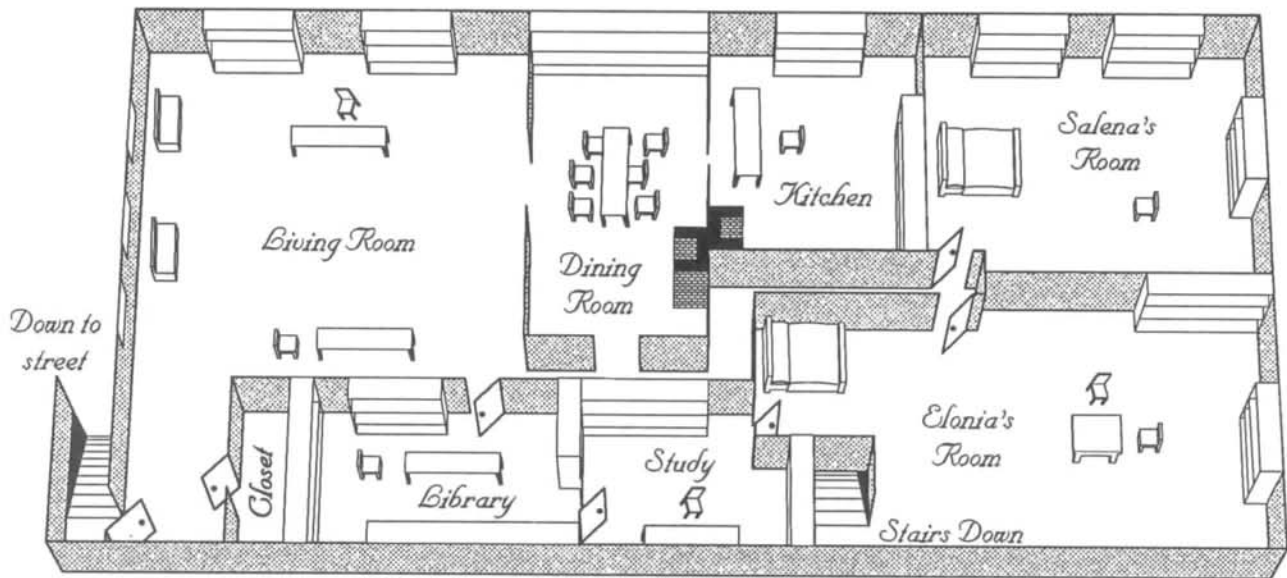 Salena's
Room
Kitchen
Living Room
Dining
Room
Down to
street
Elonia's
Room
Closet
Library
Study
Stairs Down